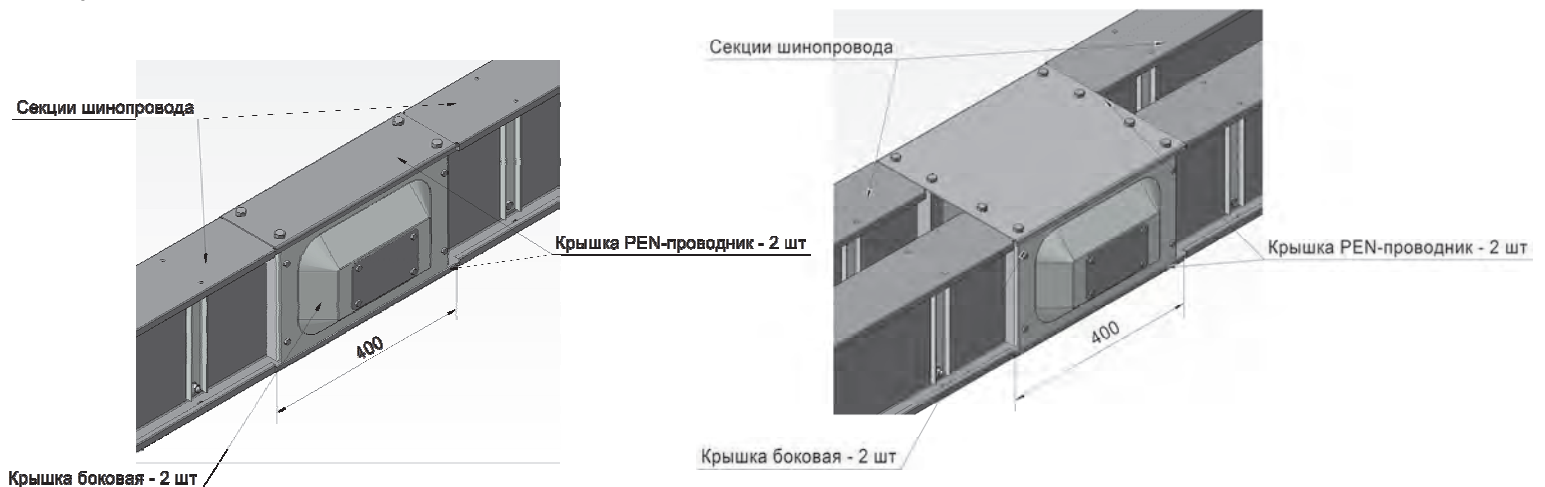 Секции шинопровода
Крышка PEN-проводник - 2 шт
400
Крышка боковая - 2 шт
Секции шинопровода
Крышка PEN-проводник - 2 шт
400
Крышка боковая - 2 шт